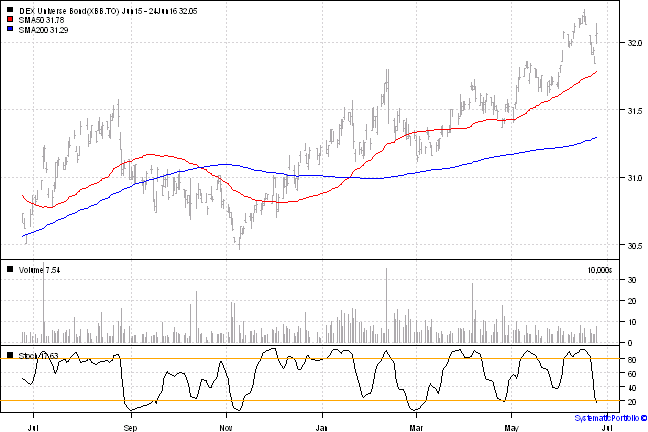 DEX Universe Bond(XBB.TO) Jun15 - 24Jun16 32.05
SMA50 31.78
SMA200 31.29
32.0
31.5
31.0
30.5
Volume 7.54
10,000s
30
20
10
0
80
60
40
20
Jul Sep Nov Jan Mar May Jul
SystematicPortfolio ©